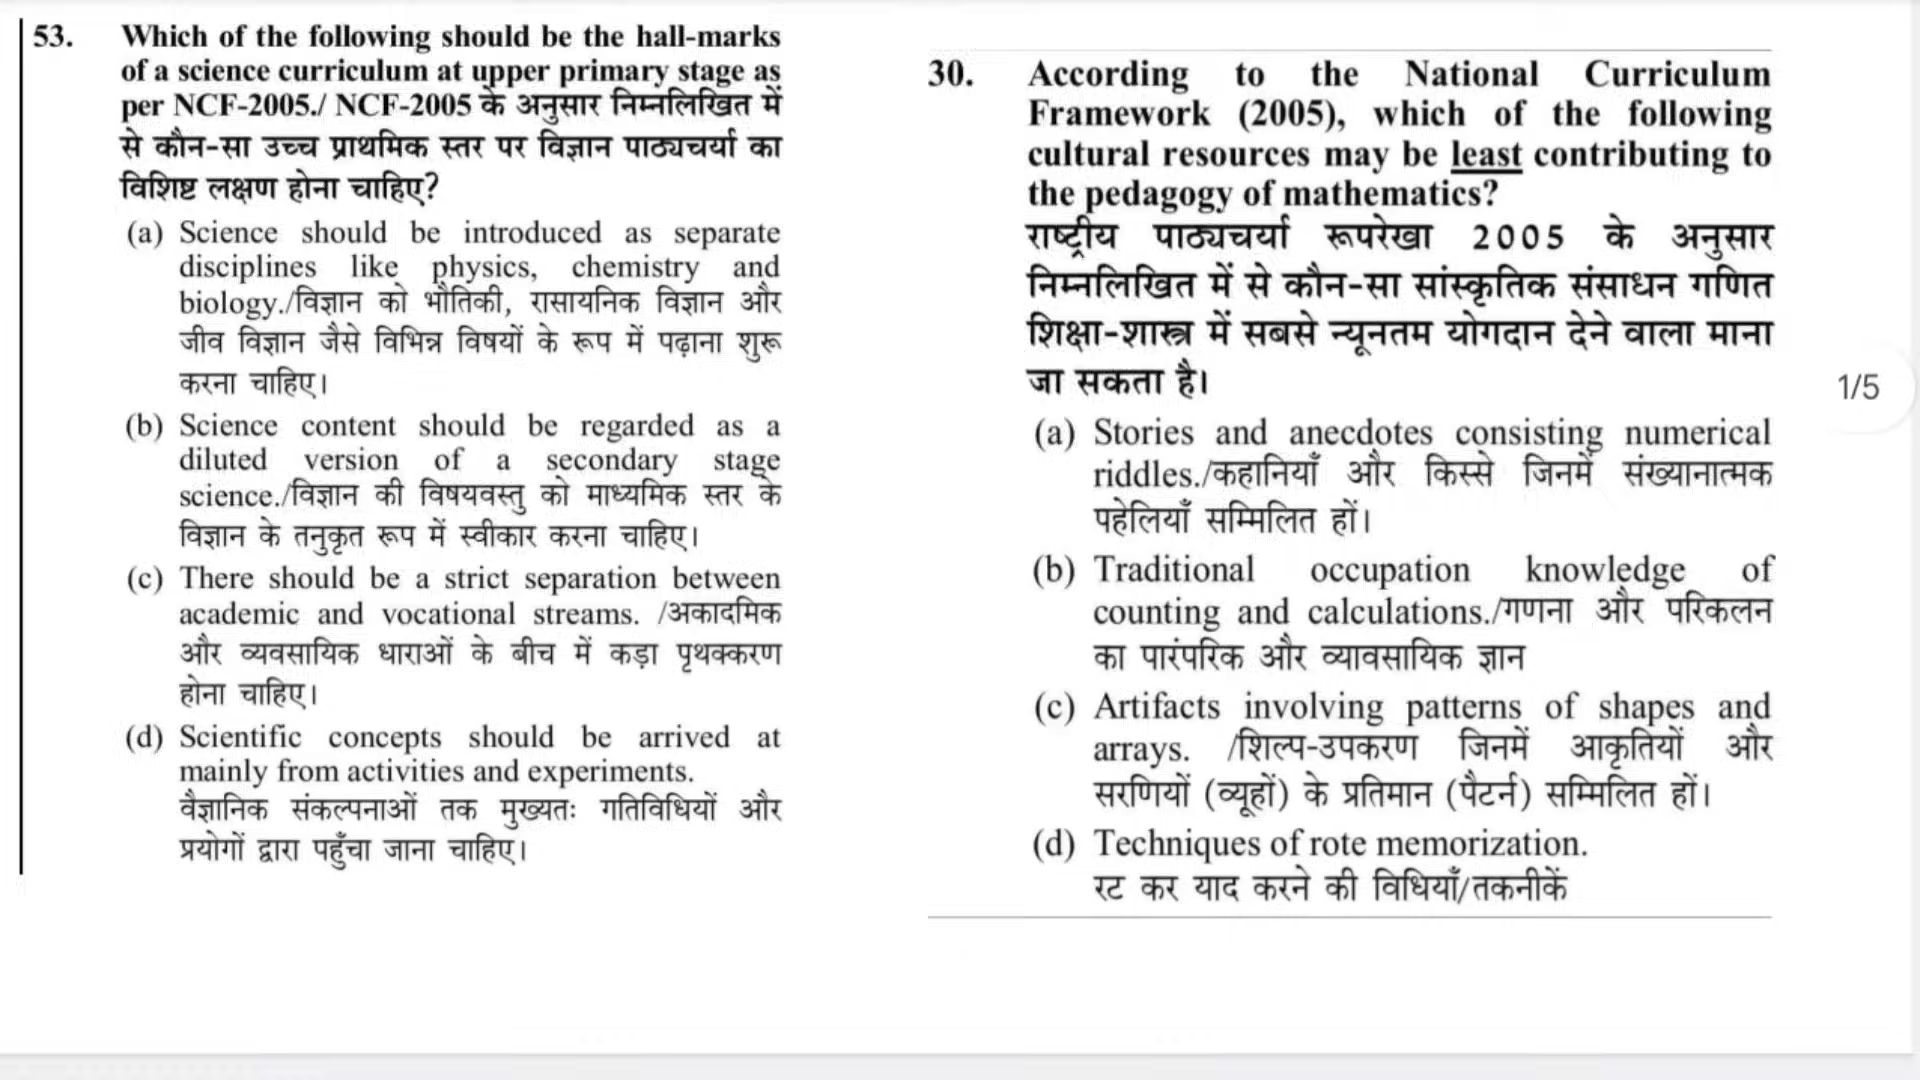 53. Which of the following should be the hall-marks
of a science curriculum at upper primary stage as
per NCF-2005./ NCF-2005 के अनुसार निम्नलिखित में
से कौन-सा उच्च प्राथमिक स्तर पर विज्ञान पाठ्यचर्या का
विशिष्ट लक्षण होना चाहिए?
(a) Science should be introduced as separate
disciplines like physics, chemistry and
biology./विज्ञान को भौतिकी, रासायनिक विज्ञान और
जीव विज्ञान जैसे विभिन्न विषयों के रूप में पढ़ाना शुरू
करना चाहिए।
(b) Science content should be regarded as a
diluted version of a secondary stage
science./विज्ञान की विषयवस्तु को माध्यमिक स्तर के
विज्ञान के तनुकृत रूप में स्वीकार करना चाहिए।
(c) There should be a strict separation between
academic and vocational streams. /अकादमिक
और व्यवसायिक धाराओं के बीच में कड़ा पृथक्करण
होना चाहिए।
(d) Scientific concepts should be arrived at
mainly from activities and experiments.
वैज्ञानिक संकल्पनाओं तक मुख्यतः गतिविधियों और
प्रयोगों द्वारा पहुँचा जाना चाहिए।
30. According to the National Curriculum
Framework (2005), which of the following
cultural resources may be least contributing to
the pedagogy of mathematics?
राष्ट्रीय पाठ्यचर्या रूपरेखा 2005 के अनुसार
निम्नलिखित में से कौन-सा सांस्कृतिक संसाधन गणित
शिक्षा-शास्त्र में सबसे न्यूनतम योगदान देने वाला माना
जा सकता है।
(a) Stories and anecdotes consisting numerical
riddles./कहानियाँ और किस्से जिनमें संख्यानात्मक
पहेलियाँ सम्मिलित हों।
(b) Traditional occupation knowledge of
counting and calculations./गणना और परिकलन
का पारंपरिक और व्यावसायिक ज्ञान
(c) Artifacts involving patterns of shapes and
arrays. /शिल्प-उपकरण जिनमें आकृतियों और
सरणियों (व्यूहों) के प्रतिमान (पैटर्न) सम्मिलित हों।
(d) Techniques of rote memorization.
रट कर याद करने की विधियाँ/तकनीकें
1/5